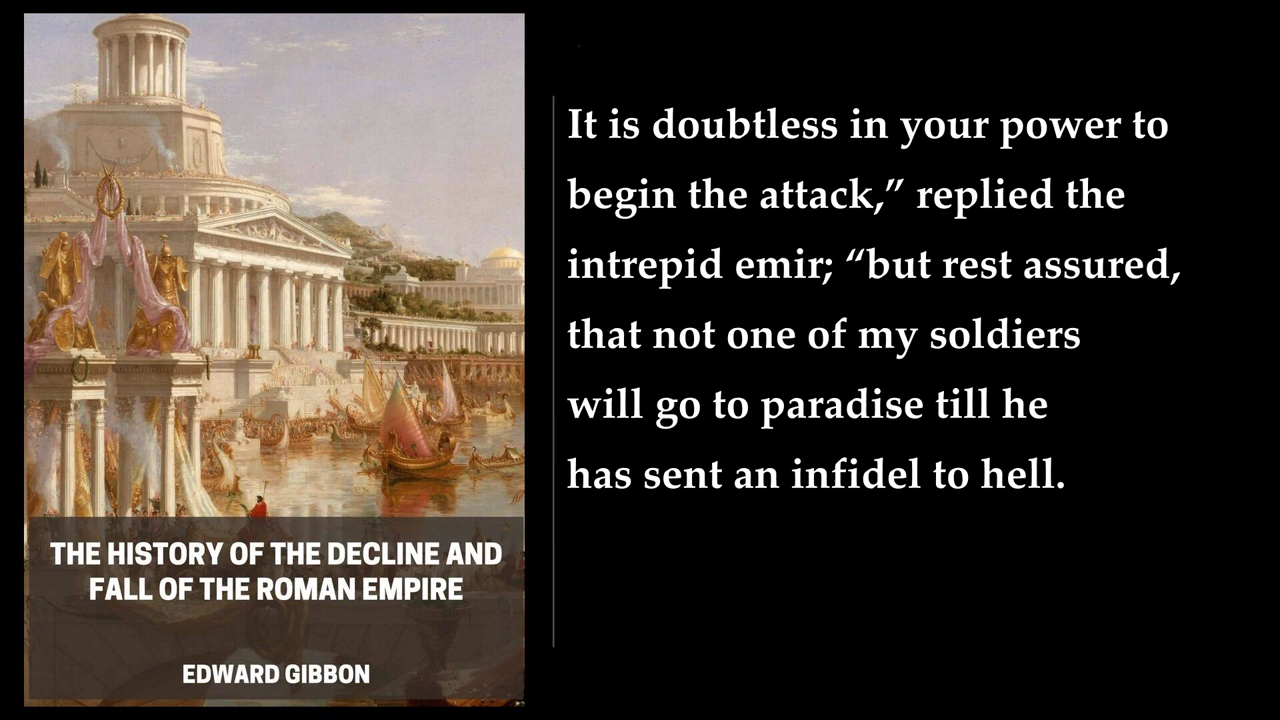 It is doubtless in your power to
begin the attack,” replied the
intrepid emir; “but rest assured,
that not one of my soldiers
will go to paradise till he
has sent an infidel to hell.
THE HISTORY OF THE DECLINE AND
FALL OF THE ROMAN EMPIRE
EDWARD GIBBON